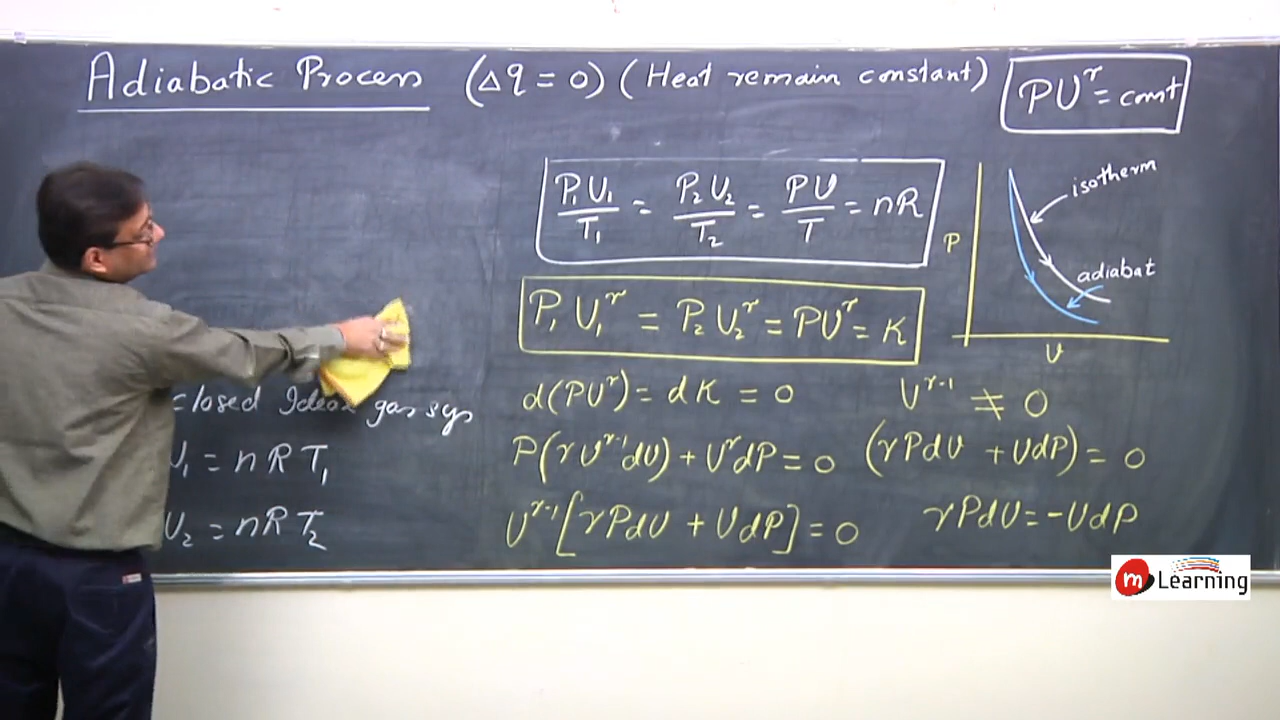 Adiabatic Process (Δq = 0) (Heat remain constant)
PV^γ = const
P₁V₁/T₁ = P₂V₂/T₂ = PV/T = nR
P₁V₁^γ = P₂V₂^γ = PV^γ = K
isotherm
P
adiabat
V
closed Ideal gas sys
V₁ = nRT₁
V₂ = nRT₂
d(PV^γ) = dK = 0
P(γV^γ-1 dV) + V^γ dP = 0
V^γ-1 [γPdV + VdP] = 0
V^γ-1 ≠ 0
(γPdV + VdP) = 0
γPdV = -VdP
m Learning